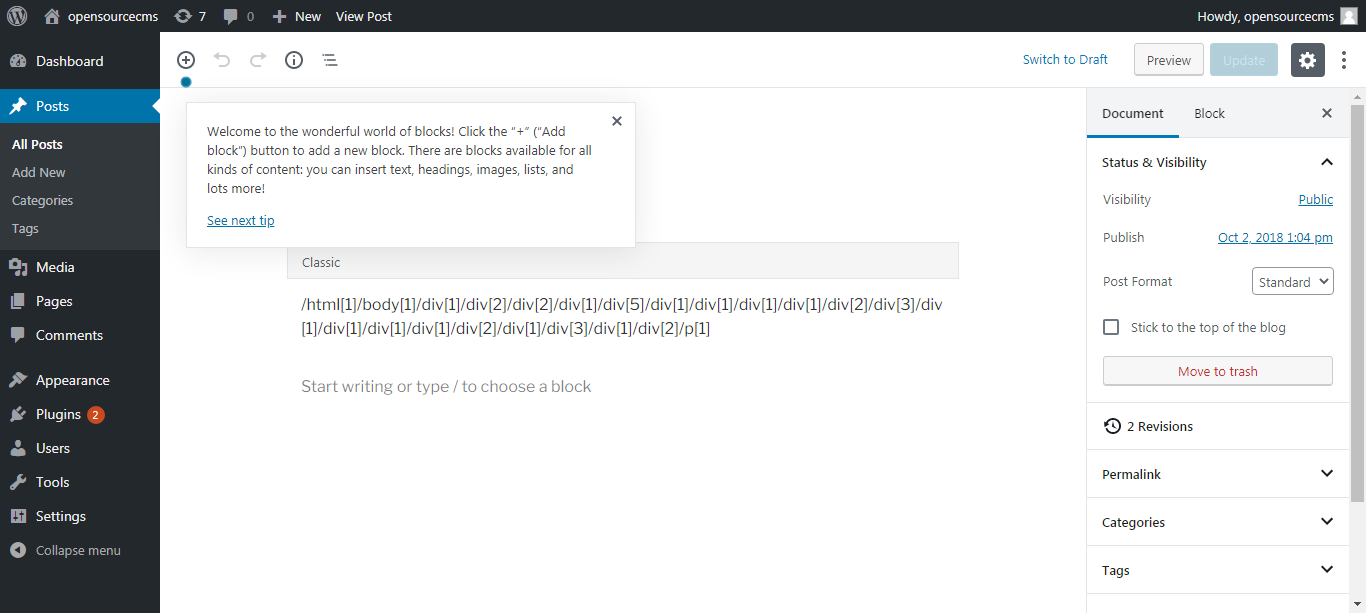 opensourcecms 7 0 New View Post Howdy, opensourcecms
Dashboard
Posts
All Posts
Add New
Categories
Tags
Media
Pages
Comments
Appearance
Plugins 2
Users
Tools
Settings
Collapse menu
Switch to Draft Preview Update
Welcome to the wonderful world of blocks! Click the “+” (“Add
block”) button to add a new block. There are blocks available for all
kinds of content: you can insert text, headings, images, lists, and
lots more!
See next tip
Classic
/html[1]/body[1]/div[1]/div[2]/div[2]/div[1]/div[5]/div[1]/div[1]/div[1]/div[1]/div[2]/div[3]/div
[1]/div[1]/div[1]/div[1]/div[2]/div[1]/div[3]/div[1]/div[2]/p[1]
Start writing or type / to choose a block
Document Block
Status & Visibility
Visibility Public
Publish Oct 2, 2018 1:04 pm
Post Format Standard
Stick to the top of the blog
Move to trash
2 Revisions
Permalink
Categories
Tags